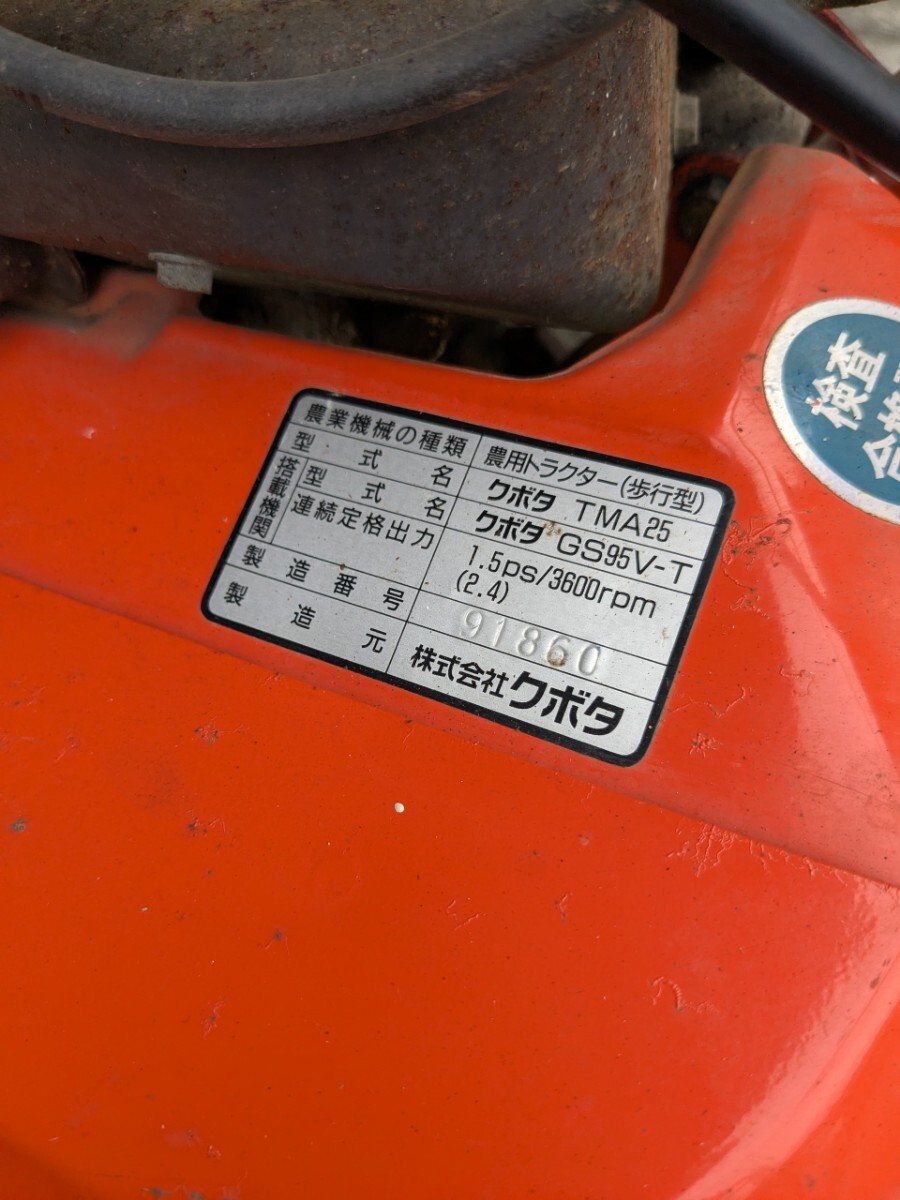 農業機械の種類 農用トラクター(歩行型)
型式名 クボタ TMA25
搭載機関 型式名 クボタ GS95V-T
連続定格出力 1.5ps/3600rpm
(2.4)
製造番号 91860
製造元 株式会社クボタ
検査
合